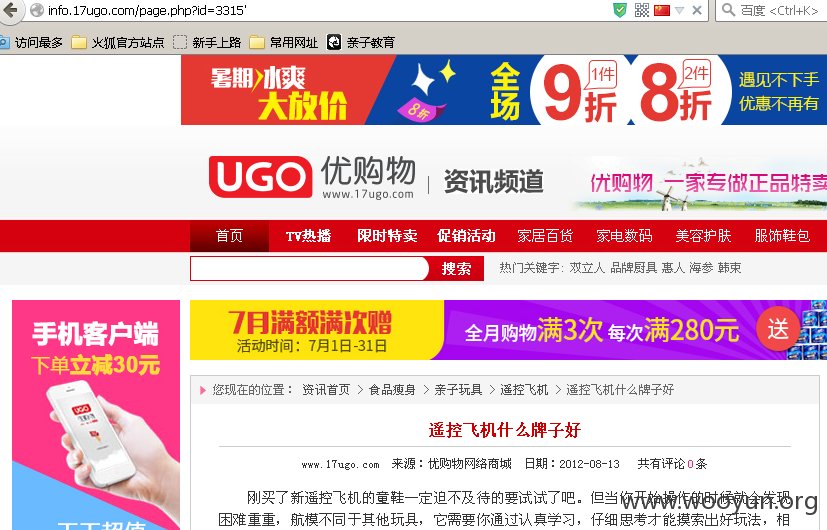 info.17ugo.com/page.php?id=3315'
百度 <Ctrl+K>
访问最多 火狐官方站点 新手上路 常用网址 亲子教育
暑期冰爽
大放价
8折
全场
9折 1件
8折 2件
遇见不下手
优惠不再有
UGO 优购物
www.17ugo.com
资讯频道
优购物 一家专做正品特卖
首页 TV热播 限时特卖 促销活动 家居百货 家电数码 美容护肤 服饰鞋包
搜索 热门关键字: 双立人 品牌厨具 惠人 海参 韩束
手机客户端
下单立减30元
UGO
下下超值
7月满额满次赠
活动时间：7月1日-31日
全月购物满3次 每次满280元
送
您现在的位置： 资讯首页 > 食品瘦身 > 亲子玩具 > 遥控飞机 > 遥控飞机什么牌子好
遥控飞机什么牌子好
www.17ugo.com 来源：优购物网络商城 日期：2012-08-13 共有评论0条
刚买了新遥控飞机的童鞋一定迫不及待的要试试了吧。但当你开始操作的时候就会发现
困难重重，航模不同于其他玩具，它需要你通过认真学习，仔细思考才能摸索出好玩法，相
www.wooyun.org